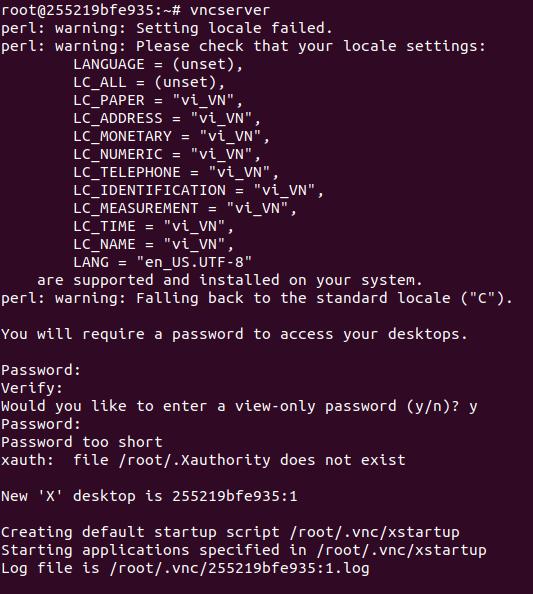 root@255219bfe935:~# vncserver
perl: warning: Setting locale failed.
perl: warning: Please check that your locale settings:
        LANGUAGE = (unset),
        LC_ALL = (unset),
        LC_PAPER = "vi_VN",
        LC_ADDRESS = "vi_VN",
        LC_MONETARY = "vi_VN",
        LC_NUMERIC = "vi_VN",
        LC_TELEPHONE = "vi_VN",
        LC_IDENTIFICATION = "vi_VN",
        LC_MEASUREMENT = "vi_VN",
        LC_TIME = "vi_VN",
        LC_NAME = "vi_VN",
        LANG = "en_US.UTF-8"
    are supported and installed on your system.
perl: warning: Falling back to the standard locale ("C").

You will require a password to access your desktops.

Password:
Verify:
Would you like to enter a view-only password (y/n)? y
Password:
Password too short
xauth:  file /root/.Xauthority does not exist

New 'X' desktop is 255219bfe935:1

Creating default startup script /root/.vnc/xstartup
Starting applications specified in /root/.vnc/xstartup
Log file is /root/.vnc/255219bfe935:1.log